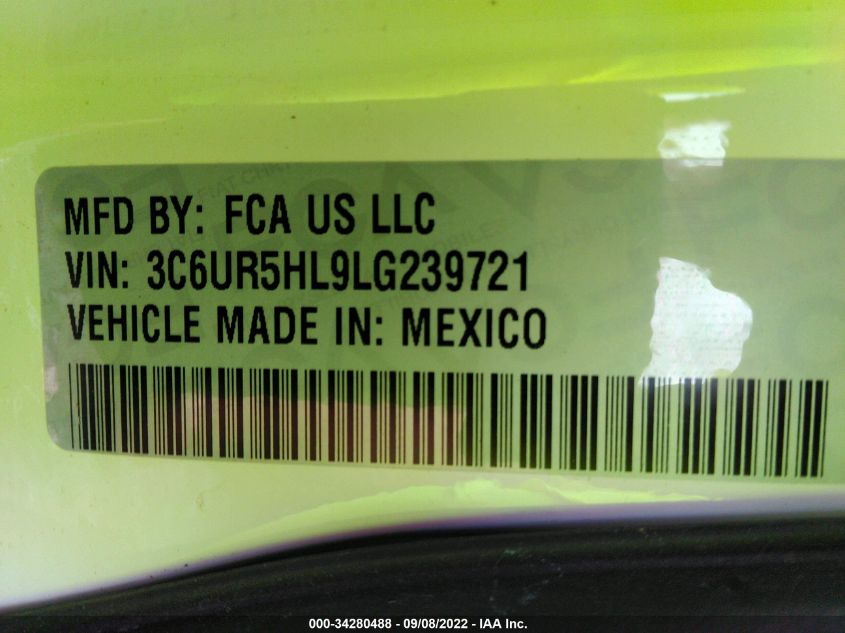 MFD BY: FCA US LLC
VIN: 3C6UR5HL9LG239721
VEHICLE MADE IN: MEXICO
000-34280488 - 09/08/2022 - IAA Inc.